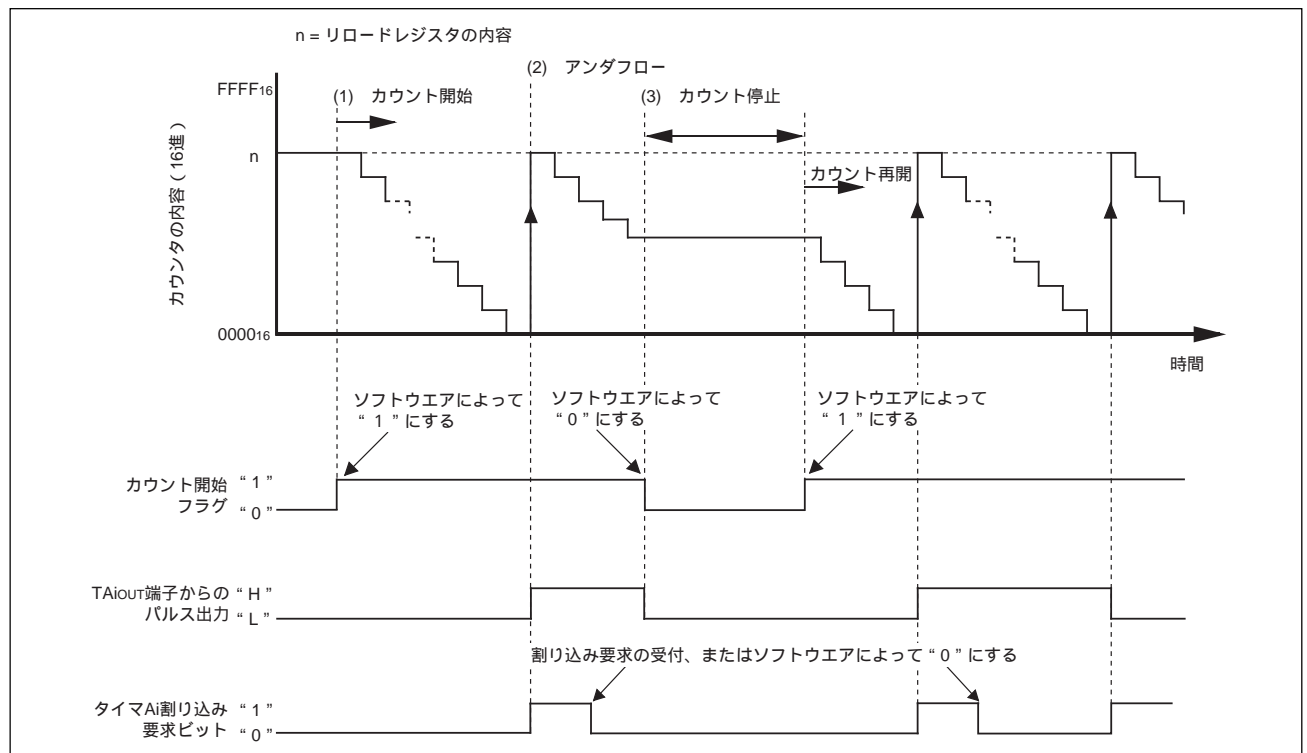 n = リロードレジスタの内容
(2) アンダフロー
FFFF16
(1) カウント開始
(3) カウント停止
カウンタの内容（16進）
n
カウント再開
000016
時間
ソフトウエアによって
“ 1 ” にする
ソフトウエアによって
“ 0 ” にする
ソフトウエアによって
“ 1 ” にする
カウント開始 “ 1 ”
フラグ “ 0 ”
TAiOUT端子からの “ H ”
パルス出力 “ L ”
割り込み要求の受付、またはソフトウエアによって “ 0 ” にする
タイマAi割り込み “ 1 ”
要求ビット “ 0 ”